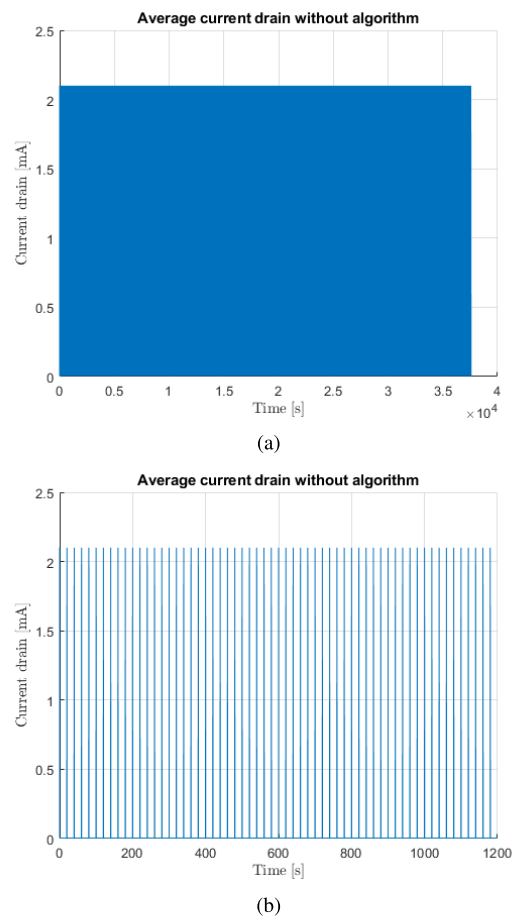 Average current drain without algorithm
2.5
2
1.5
1
0.5
0
Current drain [mA]
0 0.5 1 1.5 2 2.5 3 3.5 4
Time [s]
×10⁴
(a)
Average current drain without algorithm
2.5
2
1.5
1
0.5
0
Current drain [mA]
0 200 400 600 800 1000 1200
Time [s]
(b)